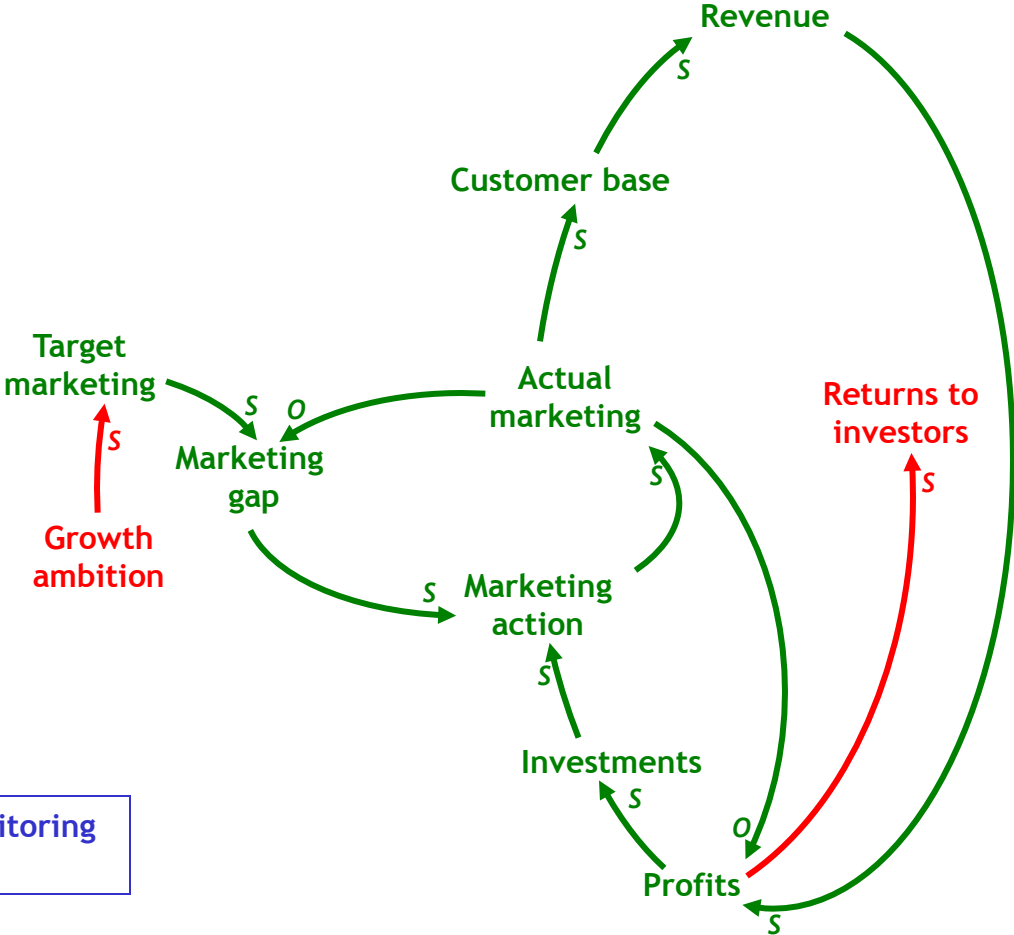 Revenue
S
Customer base
S
Target
marketing
Actual
marketing
Returns to
investors
S
O
S
Marketing
gap
S
S
Growth
ambition
S
Marketing
action
S
Investments
S
itoring
O
Profits
S